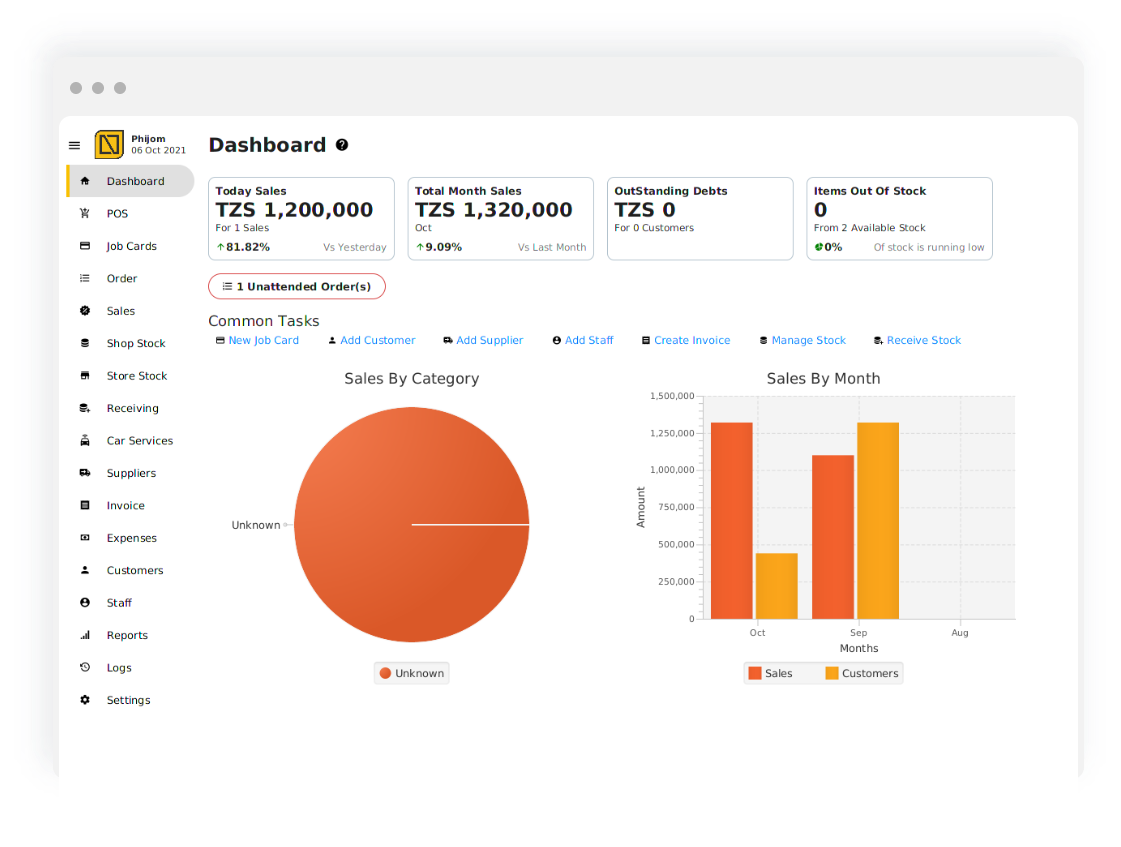 Phijom
06 Oct 2021
Dashboard
POS
Job Cards
Order
Sales
Shop Stock
Store Stock
Receiving
Car Services
Suppliers
Invoice
Expenses
Customers
Staff
Reports
Logs
Settings
Dashboard ?
Today Sales
TZS 1,200,000
For 1 Sales
81.82% Vs Yesterday
Total Month Sales
TZS 1,320,000
Oct
9.09% Vs Last Month
OutStanding Debts
TZS 0
For 0 Customers
Items Out Of Stock
0
From 2 Available Stock
0% Of stock is running low
1 Unattended Order(s)
Common Tasks
New Job Card Add Customer Add Supplier Add Staff Create Invoice Manage Stock Receive Stock
Sales By Category
Unknown
Unknown
Sales By Month
1,500,000
1,250,000
1,000,000
750,000
500,000
250,000
0
Amount
Oct Sep Aug
Months
Sales Customers